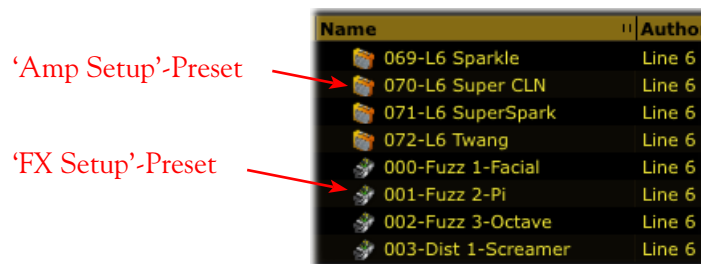 Name Autho
069-L6 Sparkle Line 6
‘Amp Setup’-Preset
070-L6 Super CLN Line 6
071-L6 SuperSpark Line 6
072-L6 Twang Line 6
‘FX Setup’-Preset
000-Fuzz 1-Facial Line 6
001-Fuzz 2-Pi Line 6
002-Fuzz 3-Octave Line 6
003-Dist 1-Screamer Line 6